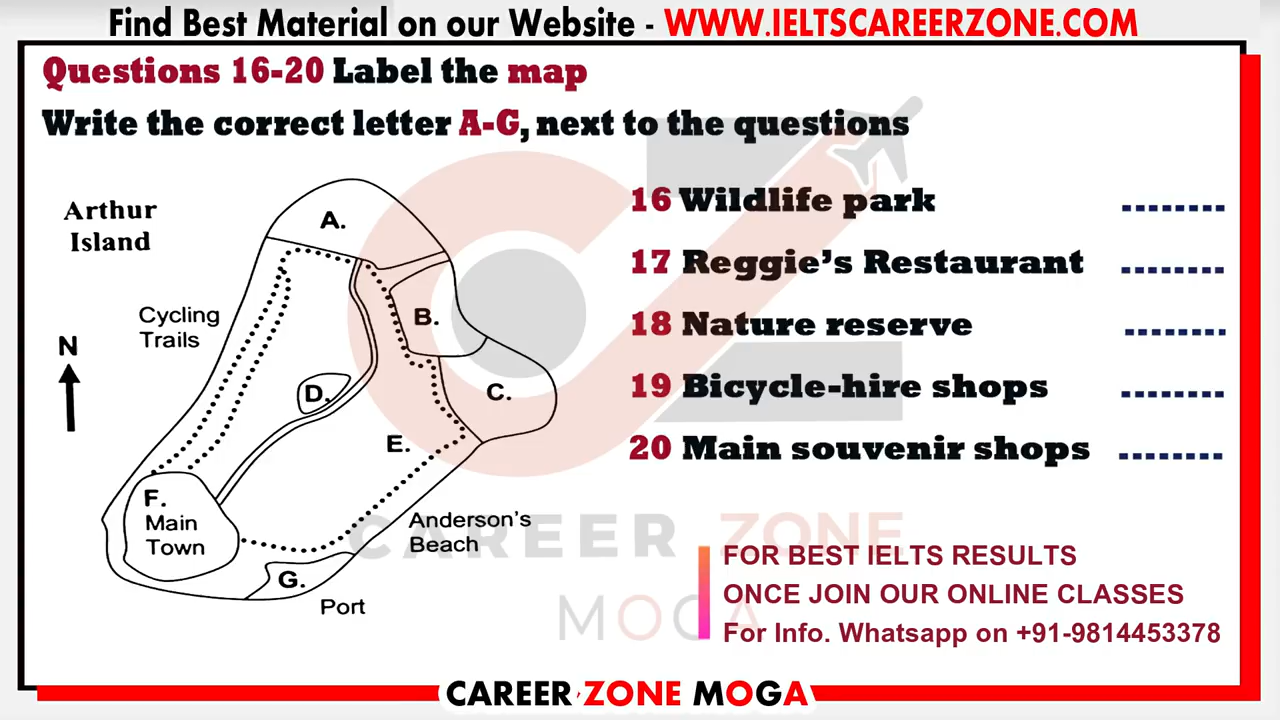 Find Best Material on our Website - WWW.IELTSCAREERZONE.COM
Questions 16-20 Label the map
Write the correct letter A-G, next to the questions
Arthur
Island
Cycling
Trails
N
A.
B.
C.
D.
E.
F.
Main
Town
G.
Anderson's
Beach
Port
16 Wildlife park ........
17 Reggie's Restaurant ........
18 Nature reserve ........
19 Bicycle-hire shops ........
20 Main souvenir shops ........
CAREER ZONE
MOGA
FOR BEST IELTS RESULTS
ONCE JOIN OUR ONLINE CLASSES
For Info. Whatsapp on +91-9814453378
CAREER ZONE MOGA